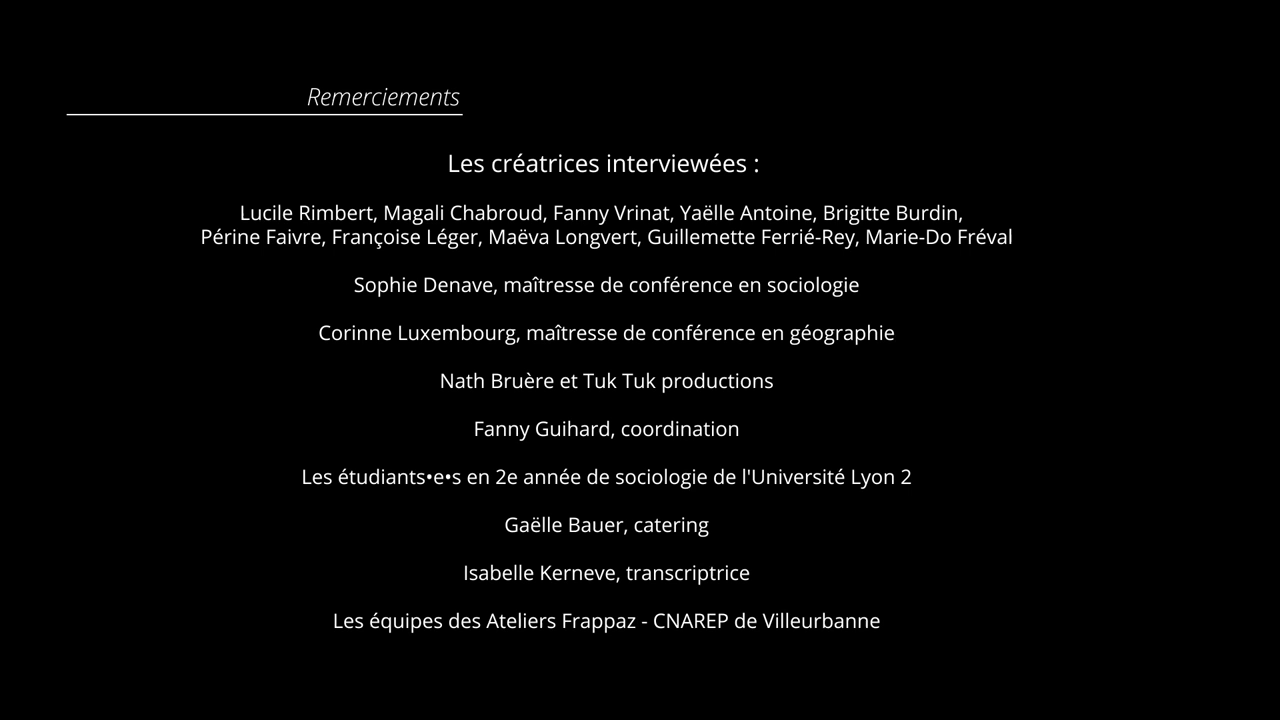 Remerciements
Les créatrices interviewées :
Lucile Rimbert, Magali Chabroud, Fanny Vrinat, Yaëlle Antoine, Brigitte Burdin,
Périne Faivre, Françoise Léger, Maëva Longvert, Guillemette Ferrié-Rey, Marie-Do Fréval
Sophie Denave, maîtresse de conférence en sociologie
Corinne Luxembourg, maîtresse de conférence en géographie
Nath Bruère et Tuk Tuk productions
Fanny Guihard, coordination
Les étudiants•e•s en 2e année de sociologie de l'Université Lyon 2
Gaëlle Bauer, catering
Isabelle Kerneve, transcriptrice
Les équipes des Ateliers Frappaz - CNAREP de Villeurbanne